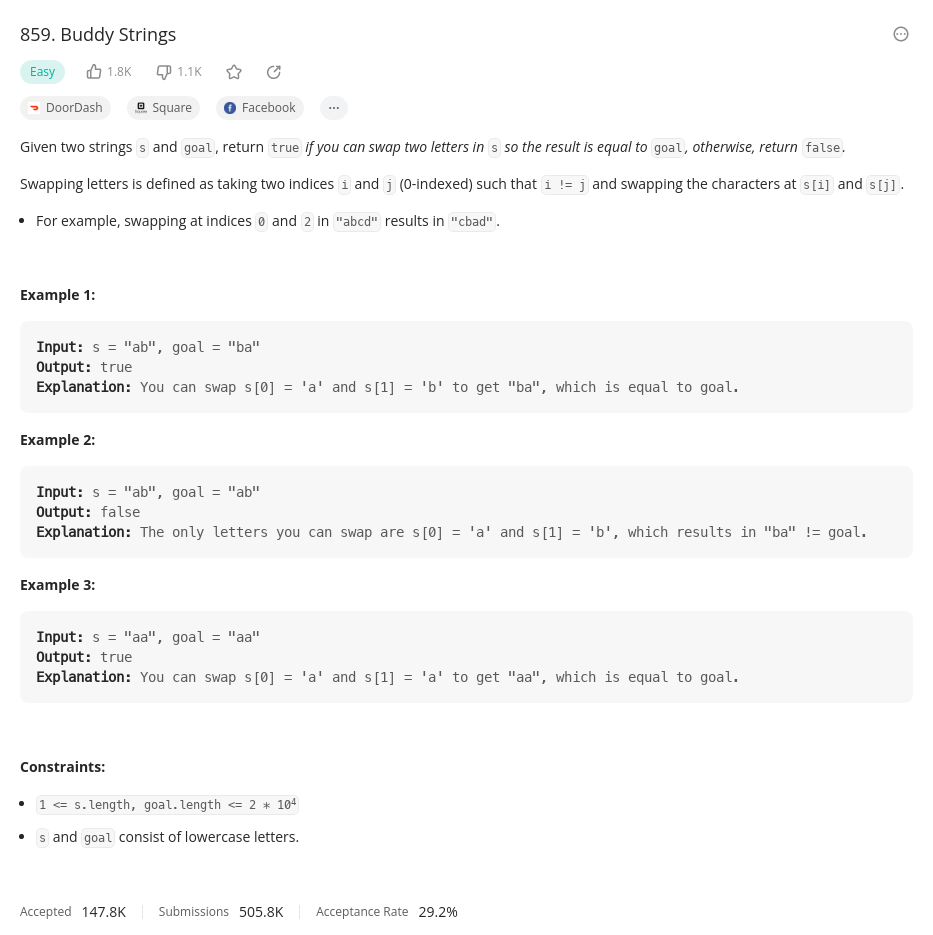 859. Buddy Strings
Easy 1.8K 1.1K
DoorDash Square Facebook ...
Given two strings s and goal, return true if you can swap two letters in s so the result is equal to goal, otherwise, return false.
Swapping letters is defined as taking two indices i and j (0-indexed) such that i != j and swapping the characters at s[i] and s[j].
• For example, swapping at indices 0 and 2 in "abcd" results in "cbad".
Example 1:
Input: s = "ab", goal = "ba"
Output: true
Explanation: You can swap s[0] = 'a' and s[1] = 'b' to get "ba", which is equal to goal.
Example 2:
Input: s = "ab", goal = "ab"
Output: false
Explanation: The only letters you can swap are s[0] = 'a' and s[1] = 'b', which results in "ba" != goal.
Example 3:
Input: s = "aa", goal = "aa"
Output: true
Explanation: You can swap s[0] = 'a' and s[1] = 'a' to get "aa", which is equal to goal.
Constraints:
• 1 <= s.length, goal.length <= 2 * 10⁴
• s and goal consist of lowercase letters.
Accepted 147.8K Submissions 505.8K Acceptance Rate 29.2%